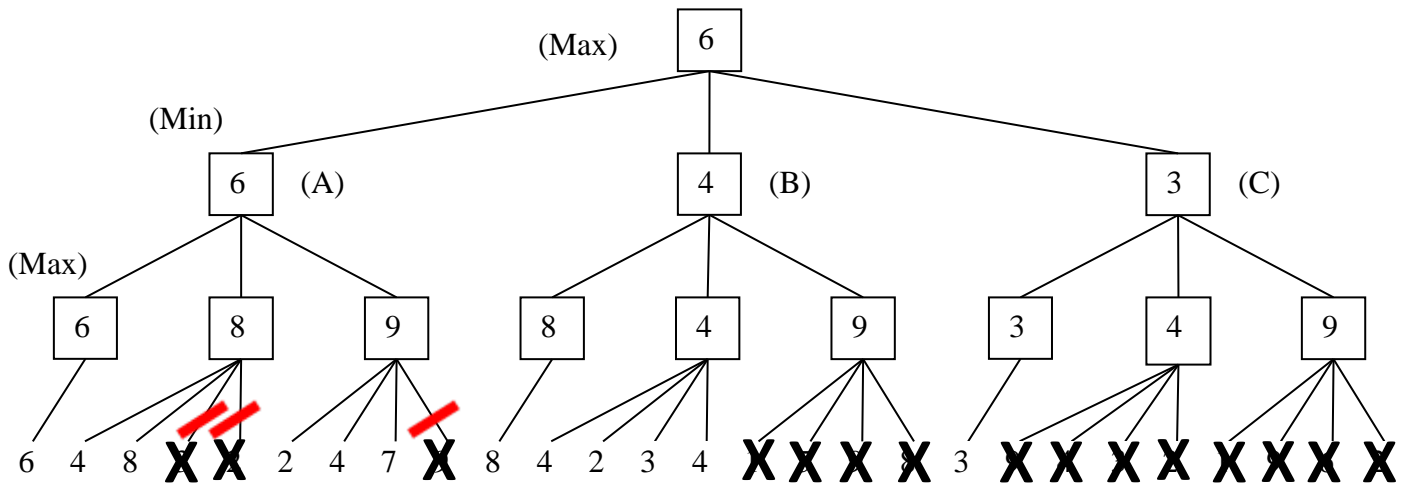 (Max) 6
(Min)
6 (A) 4 (B) 3 (C)
(Max)
6 8 9 8 4 9 3 4 9
6 4 8 X X 2 4 7 X 8 4 2 3 4 X X X X 3 X X X X X X X X